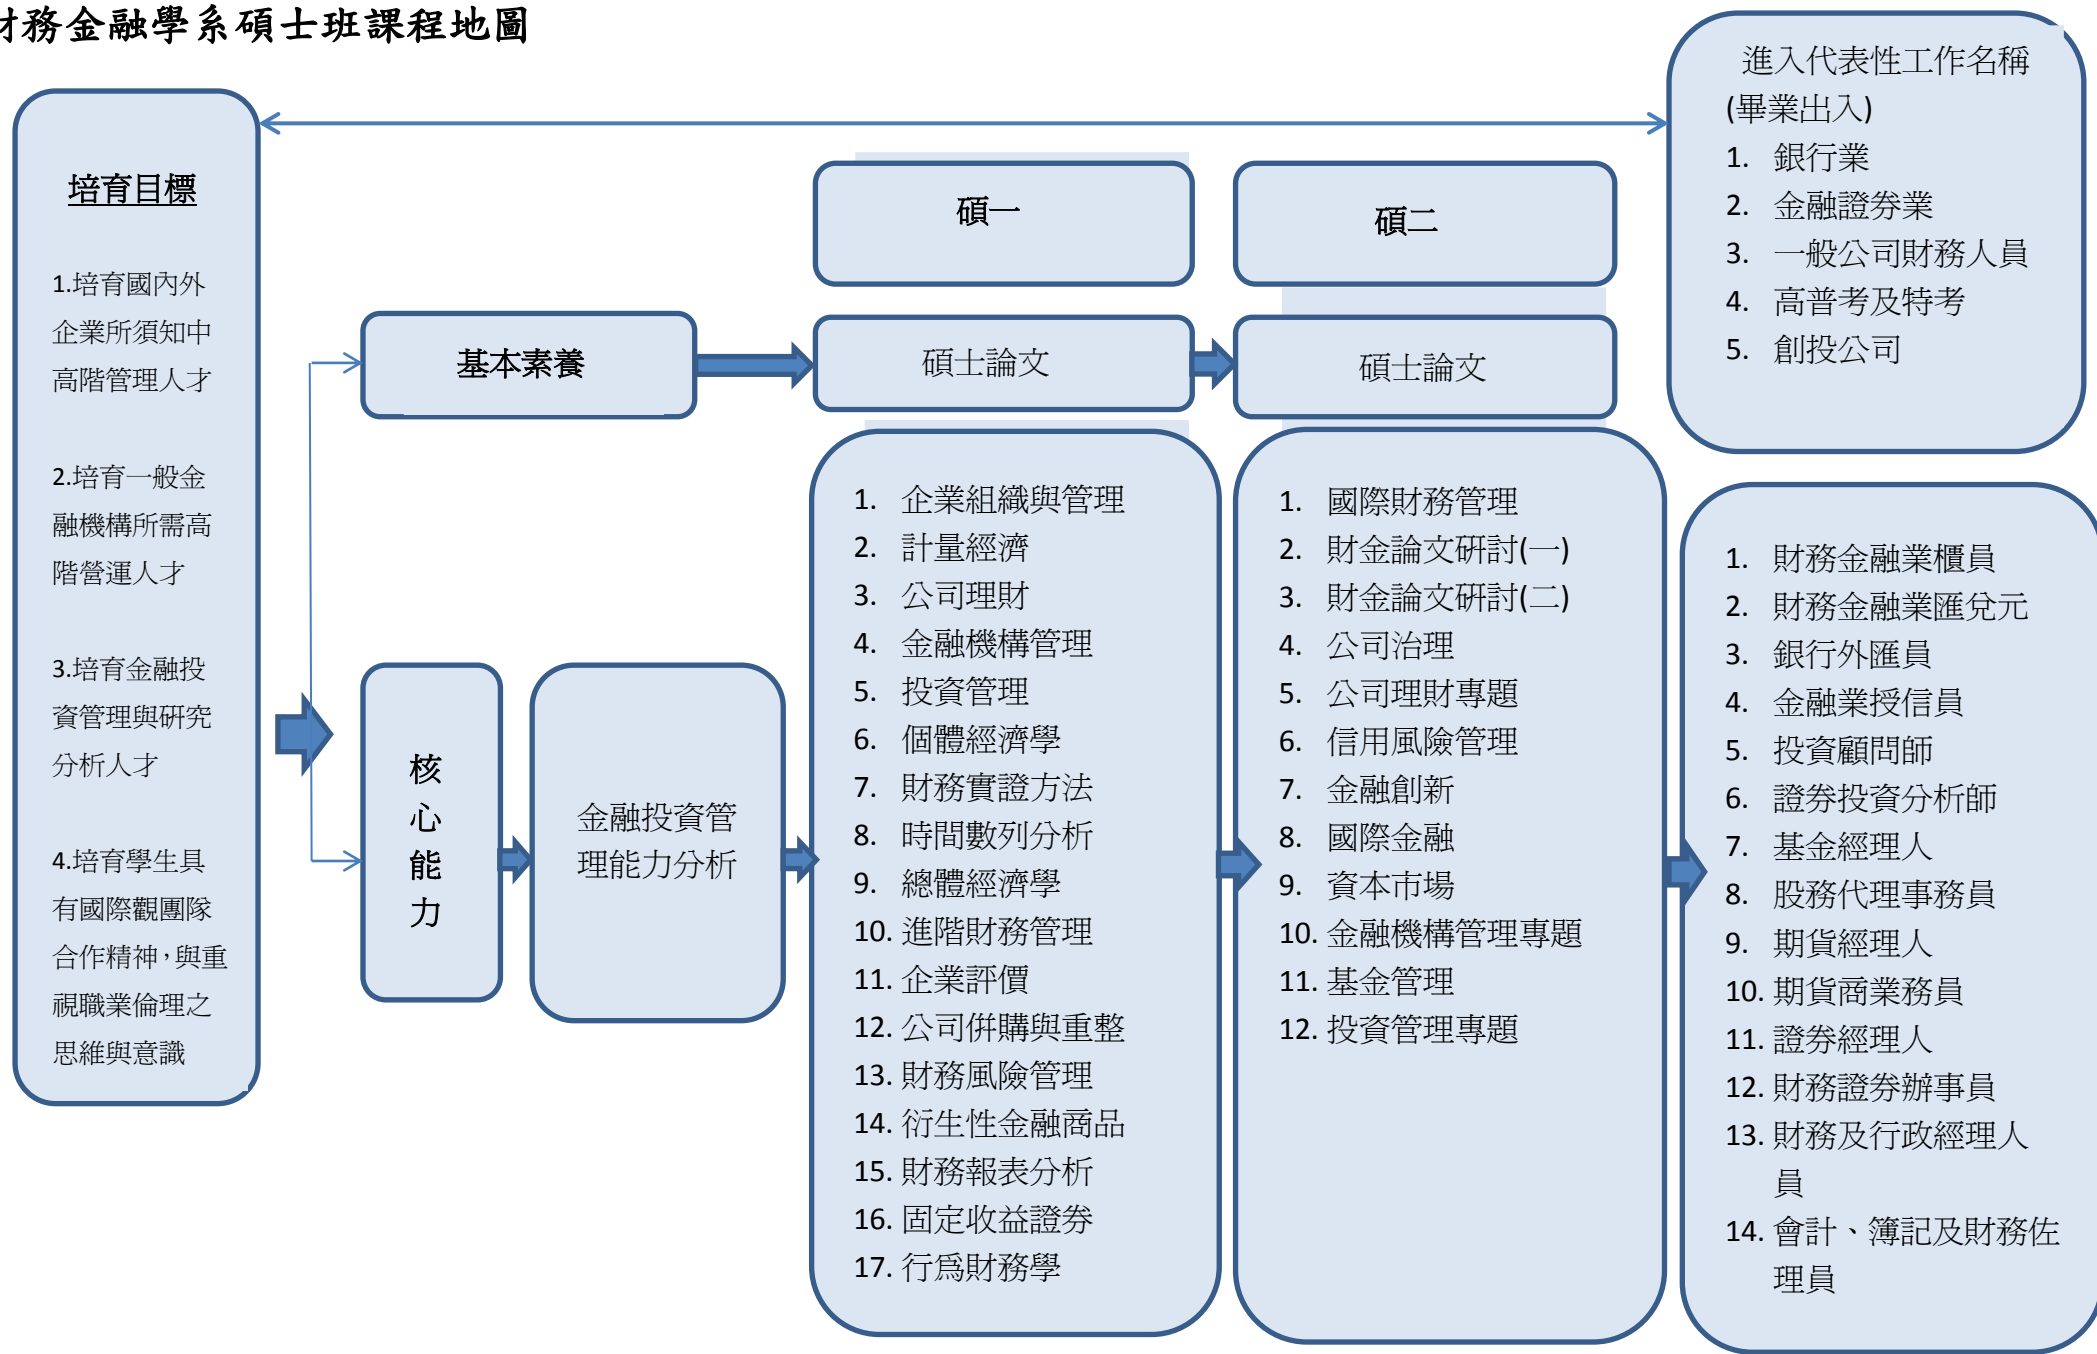 財務金融學系碩士班課程地圖
培育目標
1.培育國內外
企業所須知中
高階管理人才
2.培育一般金
融機構所需高
階營運人才
3.培育金融投
資管理與研究
分析人才
4.培育學生具
有國際觀團隊
合作精神，與重
視職業倫理之
思維與意識
基本素養
核
心
能
力
金融投資管
理能力分析
碩一
碩士論文
1. 企業組織與管理
2. 計量經濟
3. 公司理財
4. 金融機構管理
5. 投資管理
6. 個體經濟學
7. 財務實證方法
8. 時間數列分析
9. 總體經濟學
10. 進階財務管理
11. 企業評價
12. 公司併購與重整
13. 財務風險管理
14. 衍生性金融商品
15. 財務報表分析
16. 固定收益證券
17. 行為財務學
碩二
碩士論文
1. 國際財務管理
2. 財金論文研討(一)
3. 財金論文研討(二)
4. 公司治理
5. 公司理財專題
6. 信用風險管理
7. 金融創新
8. 國際金融
9. 資本市場
10. 金融機構管理專題
11. 基金管理
12. 投資管理專題
進入代表性工作名稱
(畢業出入)
1. 銀行業
2. 金融證券業
3. 一般公司財務人員
4. 高普考及特考
5. 創投公司
1. 財務金融業櫃員
2. 財務金融業匯兌元
3. 銀行外匯員
4. 金融業授信員
5. 投資顧問師
6. 證券投資分析師
7. 基金經理人
8. 股務代理事務員
9. 期貨經理人
10. 期貨商業務員
11. 證券經理人
12. 財務證券辦事員
13. 財務及行政經理人
員
14. 會計、簿記及財務佐
理員